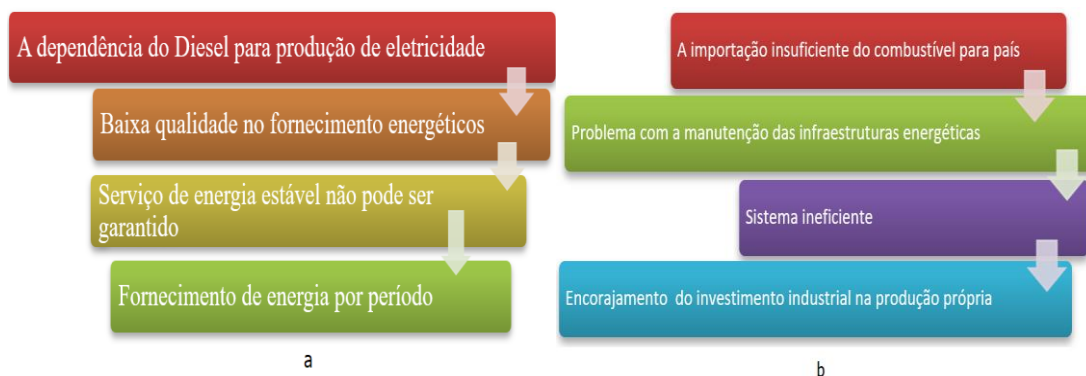 A dependência do Diesel para produção de eletricidade
Baixa qualidade no fornecimento energéticos
Serviço de energia estável não pode ser
garantido
Fornecimento de energia por período
a
A importação insuficiente do combustível para país
Problema com a manutenção das infraestruturas energéticas
Sistema ineficiente
Encorajamento do investimento industrial na produção própria
b